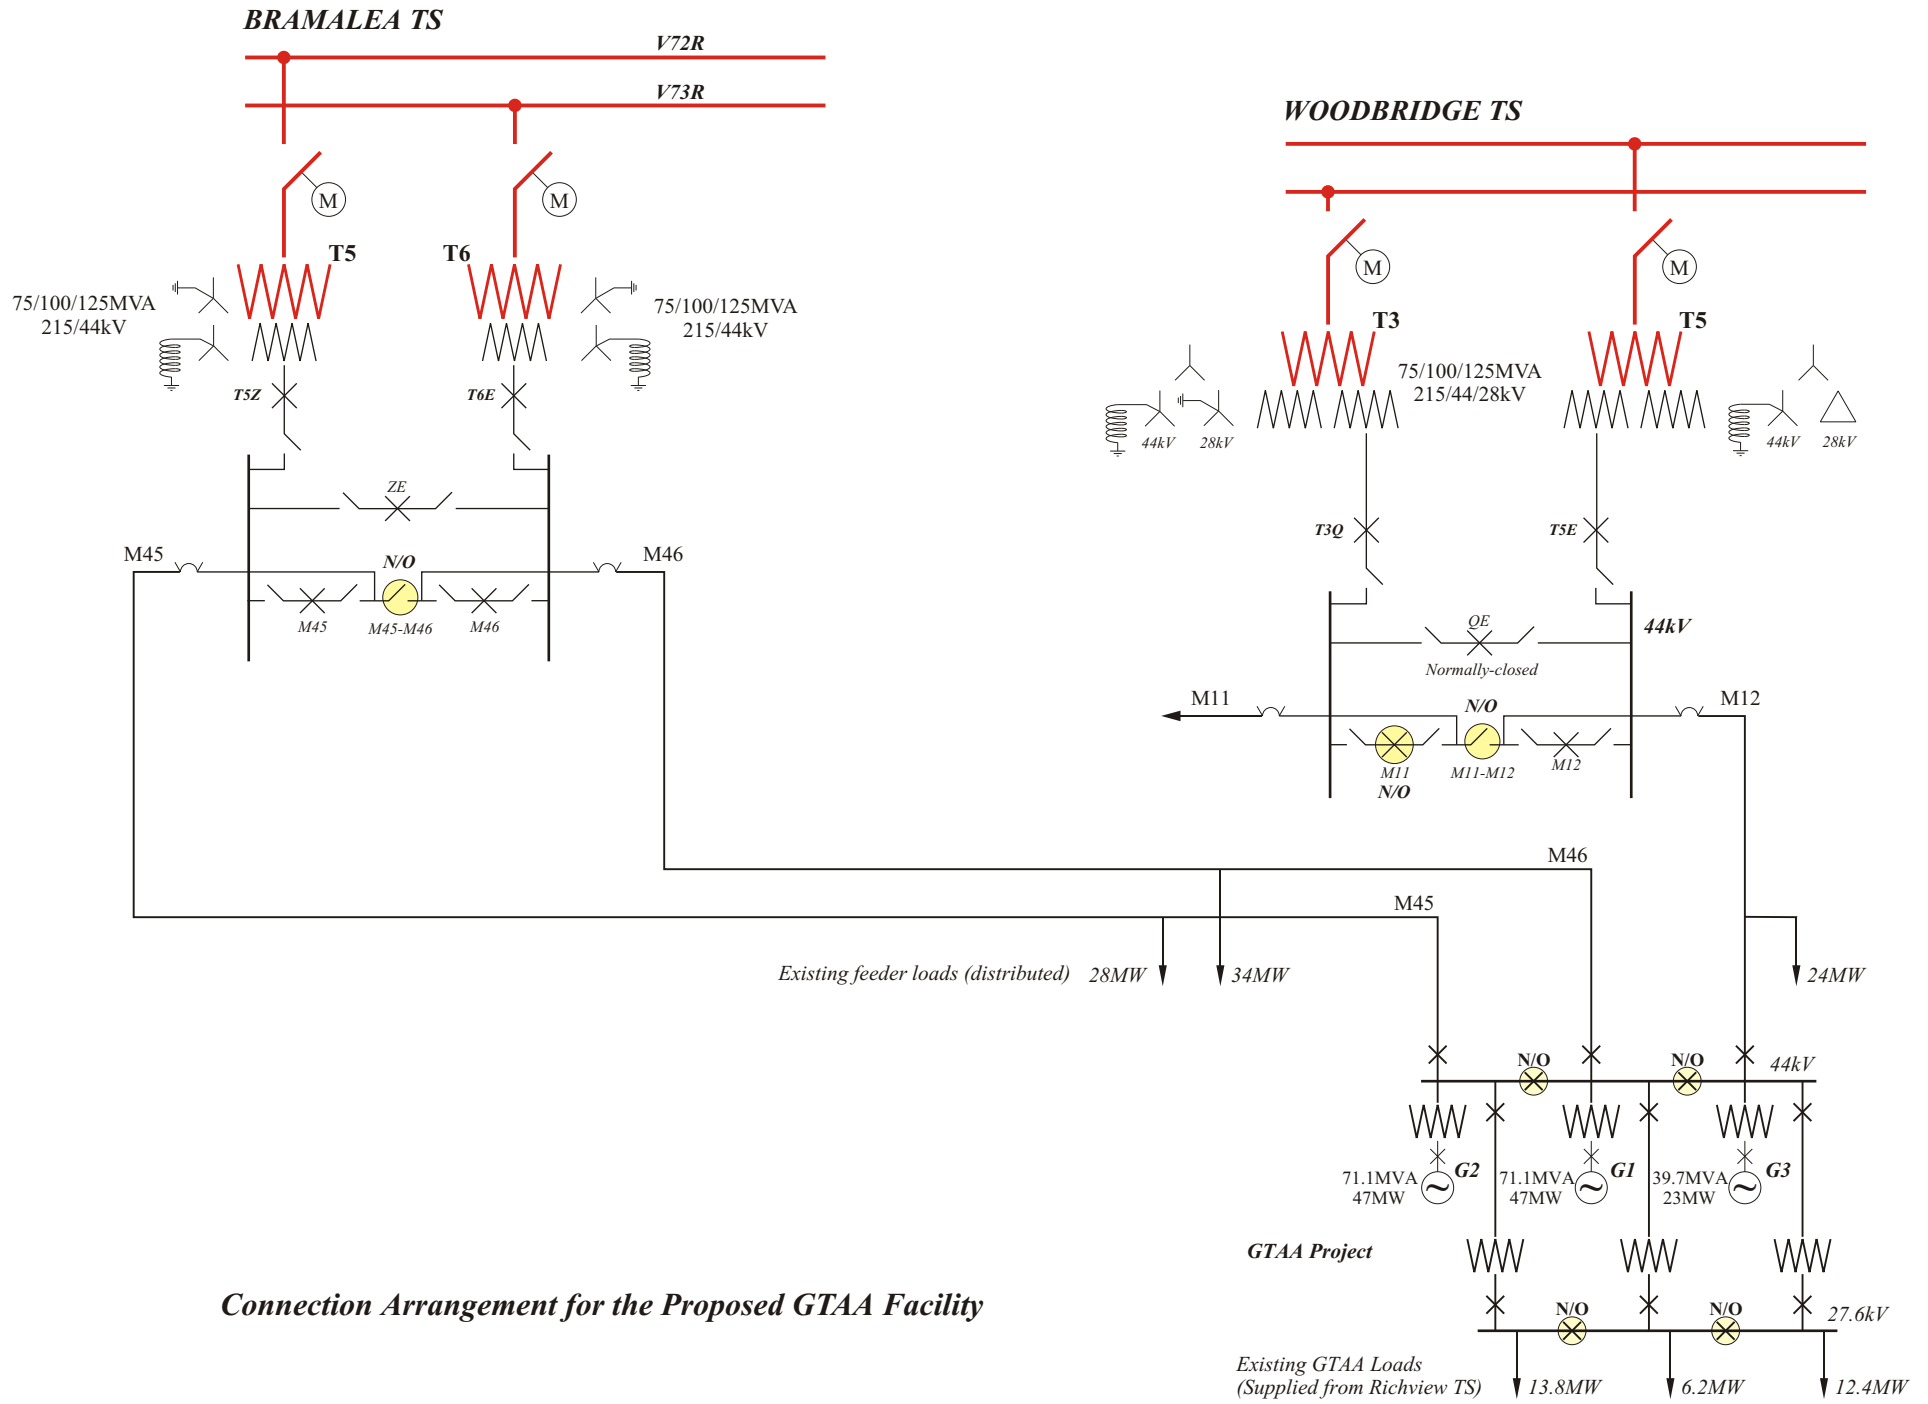 BRAMALEA TS
V72R
V73R
WOODBRIDGE TS
M
M
M
M
T5
T6
75/100/125MVA
215/44kV
75/100/125MVA
215/44kV
T3
T5
75/100/125MVA
215/44/28kV
T5Z
T6E
44kV
28kV
44kV
28kV
ZE
T3Q
T5E
M45
N/O
M46
M45
M45-M46
M46
QE
44kV
Normally-closed
M11
N/O
M12
M11
N/O
M11-M12
M12
M46
M45
Existing feeder loads (distributed)
28MW
34MW
24MW
N/O
N/O
44kV
71.1MVA
47MW
G2
71.1MVA
47MW
G1
39.7MVA
23MW
G3
GTAA Project
Connection Arrangement for the Proposed GTAA Facility
N/O
N/O
27.6kV
Existing GTAA Loads
(Supplied from Richview TS)
13.8MW
6.2MW
12.4MW